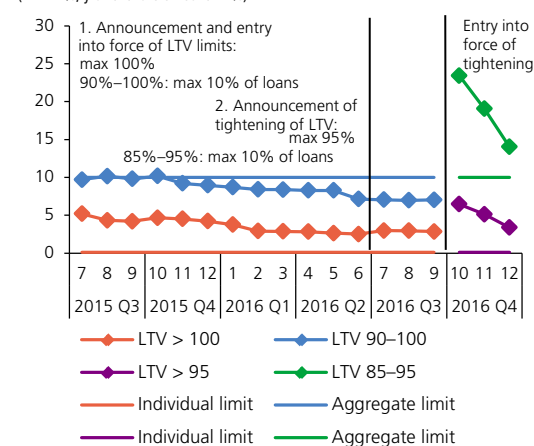 30
25
20
15
10
5
0
1. Announcement and entry
into force of LTV limits:
max 100%
90%–100%: max 10% of loans
2. Announcement of
tightening of LTV:
max 95%
85%–95%: max 10% of loans
Entry into
force of
tightening
7 8 9 10 11 12 1 2 3 4 5 6 7 8 9 10 11 12
2015 Q3 2015 Q4 2016 Q1 2016 Q2 2016 Q3 2016 Q4
LTV > 100 LTV 90–100
LTV > 95 LTV 85–95
Individual limit Aggregate limit
Individual limit Aggregate limit